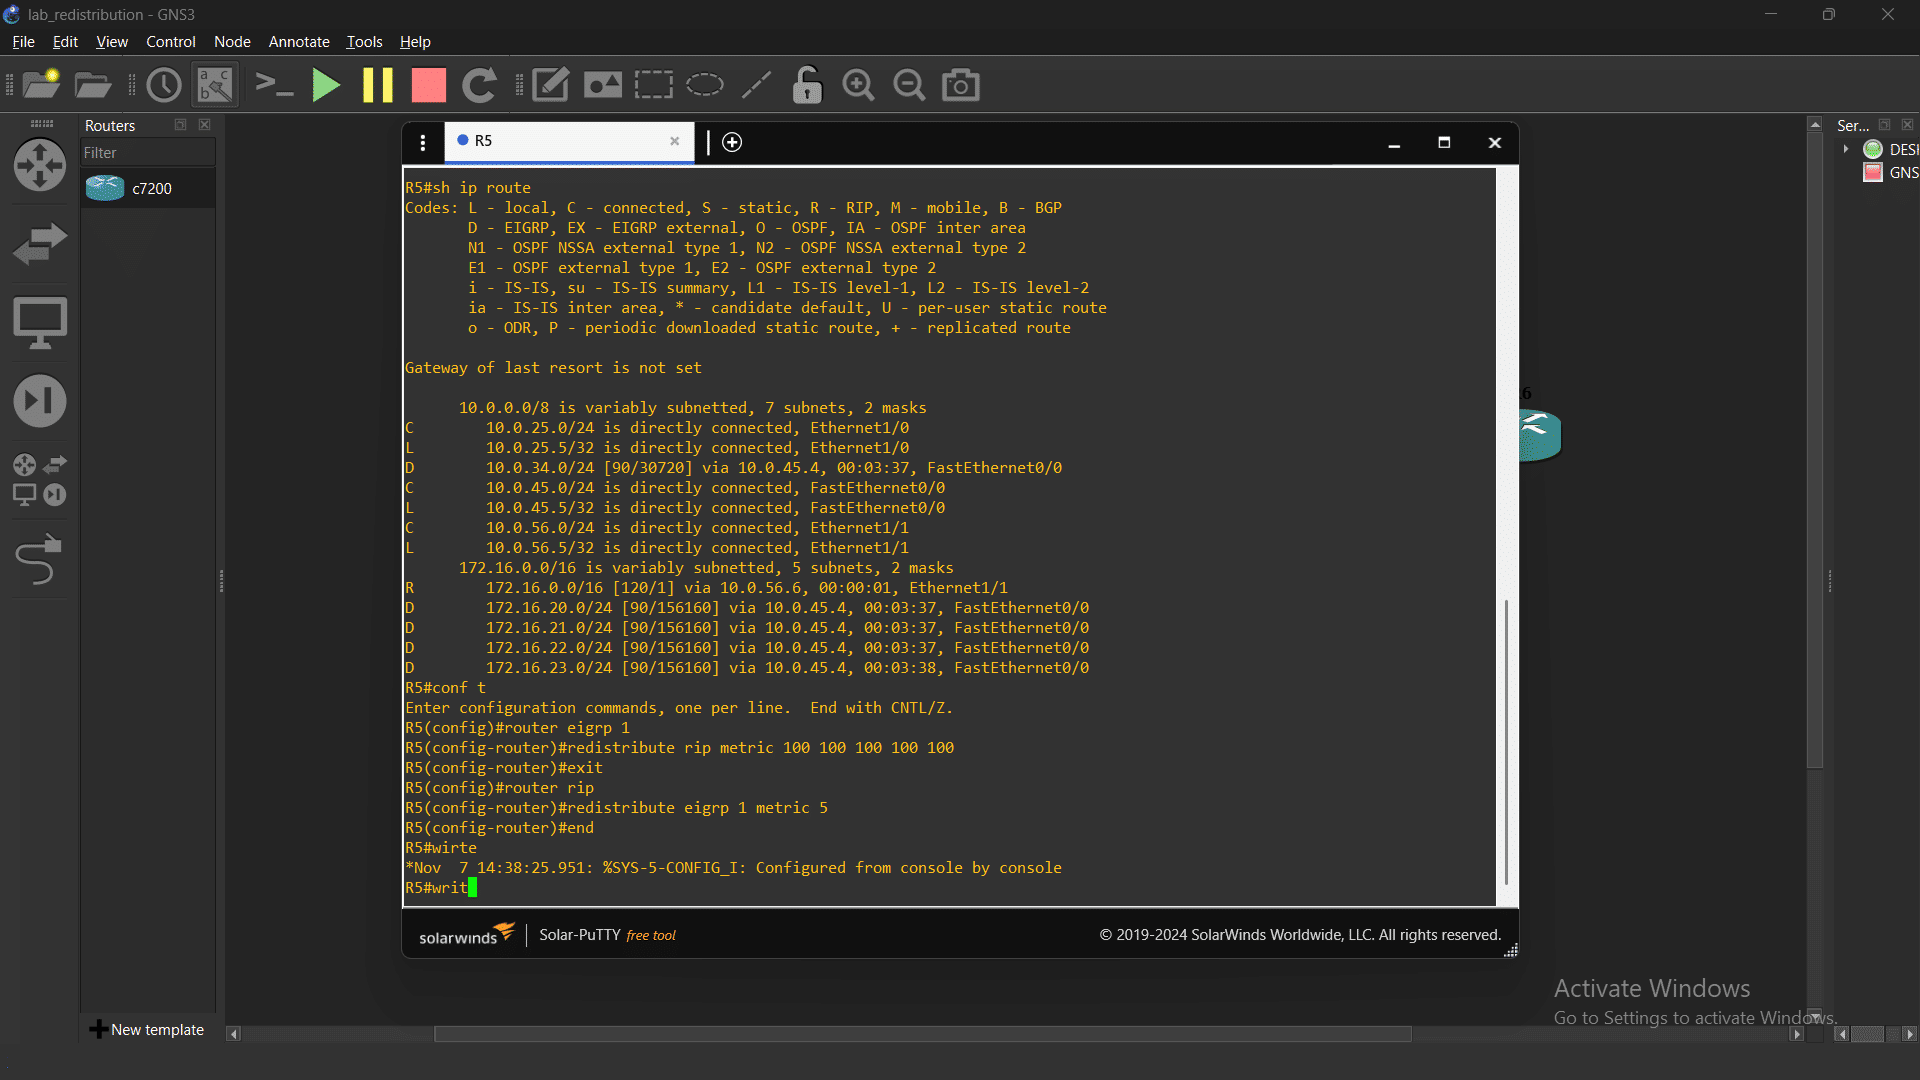 lab_redistribution - GNS3
File Edit View Control Node Annotate Tools Help
Routers
Filter
c7200
New template
R5
R5#sh ip route
Codes: L - local, C - connected, S - static, R - RIP, M - mobile, B - BGP
D - EIGRP, EX - EIGRP external, O - OSPF, IA - OSPF inter area
N1 - OSPF NSSA external type 1, N2 - OSPF NSSA external type 2
E1 - OSPF external type 1, E2 - OSPF external type 2
i - IS-IS, su - IS-IS summary, L1 - IS-IS level-1, L2 - IS-IS level-2
ia - IS-IS inter area, * - candidate default, U - per-user static route
o - ODR, P - periodic downloaded static route, + - replicated route
Gateway of last resort is not set
10.0.0.0/8 is variably subnetted, 7 subnets, 2 masks
C 10.0.25.0/24 is directly connected, Ethernet1/0
L 10.0.25.5/32 is directly connected, Ethernet1/0
D 10.0.34.0/24 [90/30720] via 10.0.45.4, 00:03:37, FastEthernet0/0
C 10.0.45.0/24 is directly connected, FastEthernet0/0
L 10.0.45.5/32 is directly connected, FastEthernet0/0
C 10.0.56.0/24 is directly connected, Ethernet1/1
L 10.0.56.5/32 is directly connected, Ethernet1/1
172.16.0.0/16 is variably subnetted, 5 subnets, 2 masks
R 172.16.0.0/16 [120/1] via 10.0.56.6, 00:00:01, Ethernet1/1
D 172.16.20.0/24 [90/156160] via 10.0.45.4, 00:03:37, FastEthernet0/0
D 172.16.21.0/24 [90/156160] via 10.0.45.4, 00:03:37, FastEthernet0/0
D 172.16.22.0/24 [90/156160] via 10.0.45.4, 00:03:37, FastEthernet0/0
D 172.16.23.0/24 [90/156160] via 10.0.45.4, 00:03:38, FastEthernet0/0
R5#conf t
Enter configuration commands, one per line. End with CNTL/Z.
R5(config)#router eigrp 1
R5(config-router)#redistribute rip metric 100 100 100 100 100
R5(config-router)#exit
R5(config)#router rip
R5(config-router)#redistribute eigrp 1 metric 5
R5(config-router)#end
R5#wirte
*Nov 7 14:38:25.951: %SYS-5-CONFIG_I: Configured from console by console
R5#writ
solarwinds Solar-PuTTY free tool
© 2019-2024 SolarWinds Worldwide, LLC. All rights reserved.
6
Ser...
DESH
GNS
Activate Windows
Go to Settings to activate Windows.